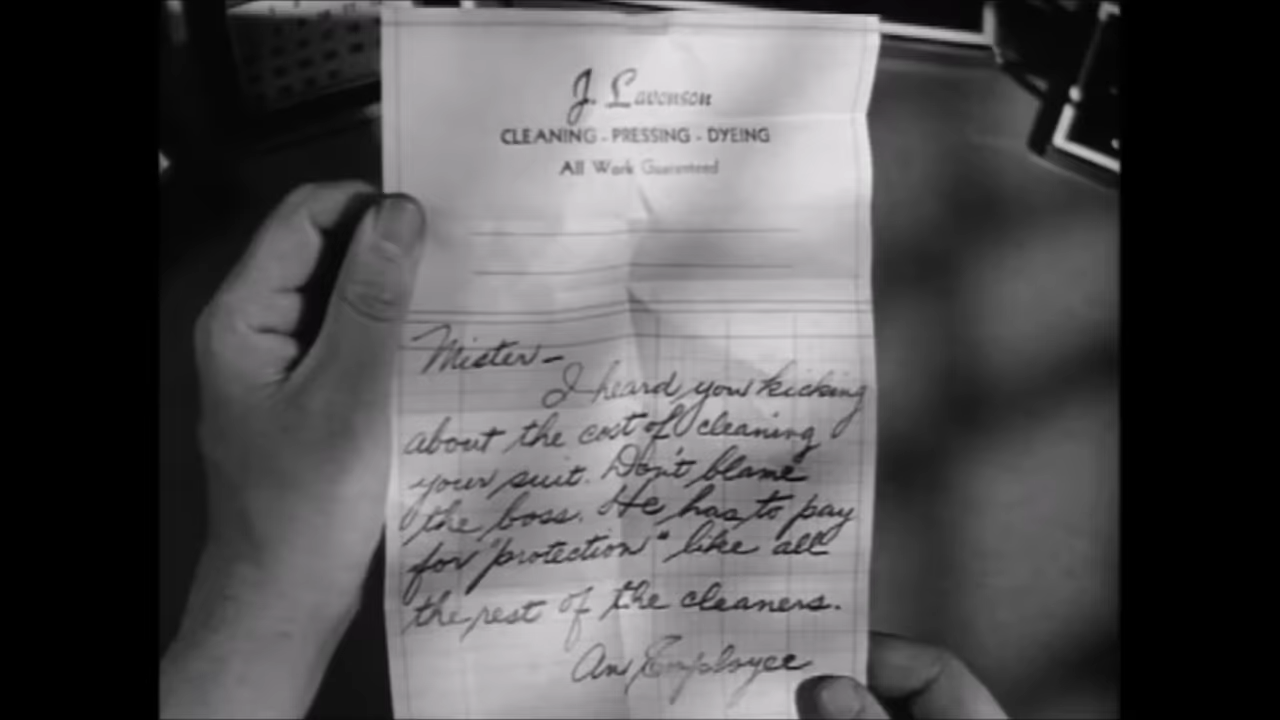 J. Lavonson
CLEANING - PRESSING - DYEING
All Work Guaranteed
Mister -
I heard you kicking
about the cost of cleaning
your suit. Don't blame
the boss. He has to pay
for "protection" like all
the rest of the cleaners.
An Employee